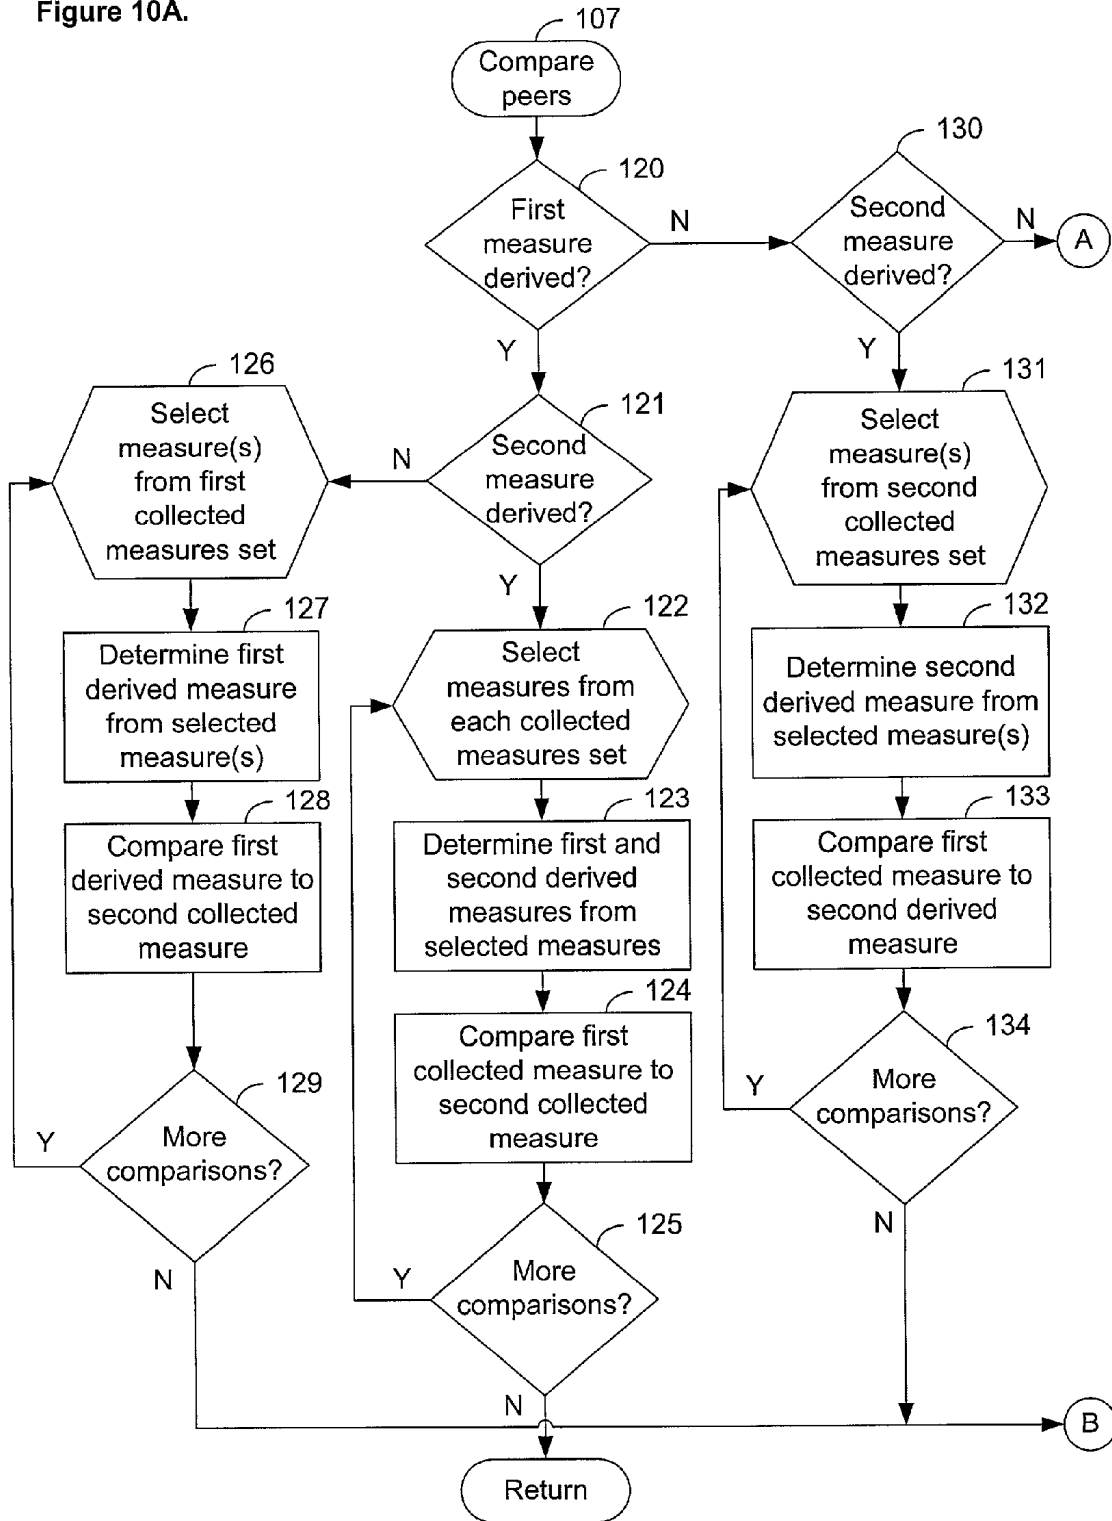 Figure 10A.
107
Compare
peers
120
First
measure
derived?
N
130
Second
measure
derived?
N
A
Y
Y
126
Select
measure(s)
from first
collected
measures set
121
Second
measure
derived?
N
Y
131
Select
measure(s)
from second
collected
measures set
127
Determine first
derived measure
from selected
measure(s)
122
Select
measures from
each collected
measures set
132
Determine second
derived measure from
selected measure(s)
128
Compare first
derived measure to
second collected
measure
123
Determine first and
second derived
measures from
selected measures
133
Compare first
collected measure to
second derived
measure
124
Compare first
collected measure to
second collected
measure
134
More
comparisons?
Y
N
129
More
comparisons?
Y
N
125
More
comparisons?
Y
N
B
Return